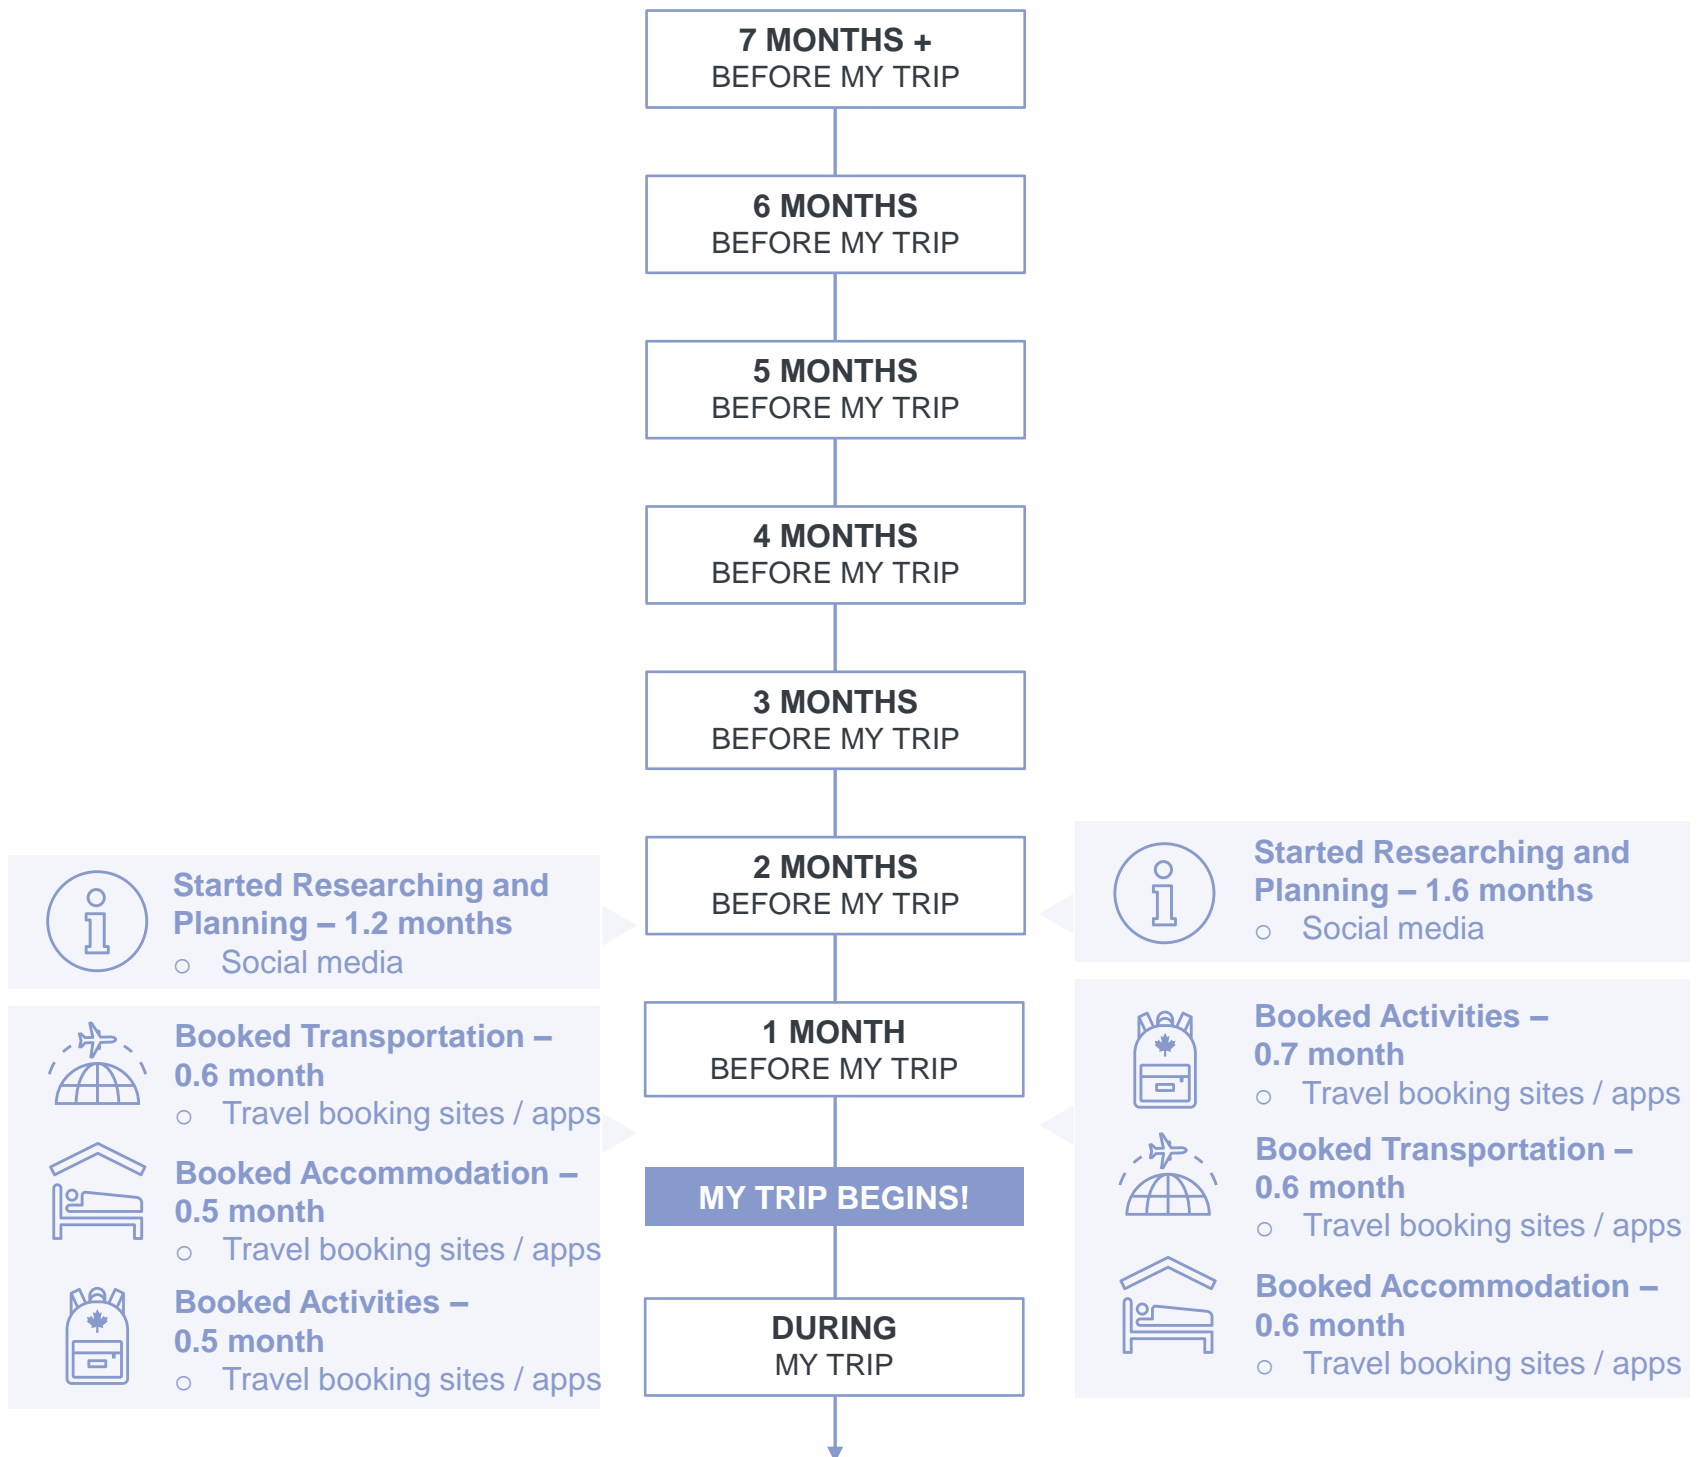 7 MONTHS +
BEFORE MY TRIP
6 MONTHS
BEFORE MY TRIP
5 MONTHS
BEFORE MY TRIP
4 MONTHS
BEFORE MY TRIP
3 MONTHS
BEFORE MY TRIP
2 MONTHS
BEFORE MY TRIP
1 MONTH
BEFORE MY TRIP
MY TRIP BEGINS!
DURING
MY TRIP
Started Researching and
Planning – 1.2 months
○ Social media
Booked Transportation –
0.6 month
○ Travel booking sites / apps
Booked Accommodation –
0.5 month
○ Travel booking sites / apps
Booked Activities –
0.5 month
○ Travel booking sites / apps
Started Researching and
Planning – 1.6 months
○ Social media
Booked Activities –
0.7 month
○ Travel booking sites / apps
Booked Transportation –
0.6 month
○ Travel booking sites / apps
Booked Accommodation –
0.6 month
○ Travel booking sites / apps